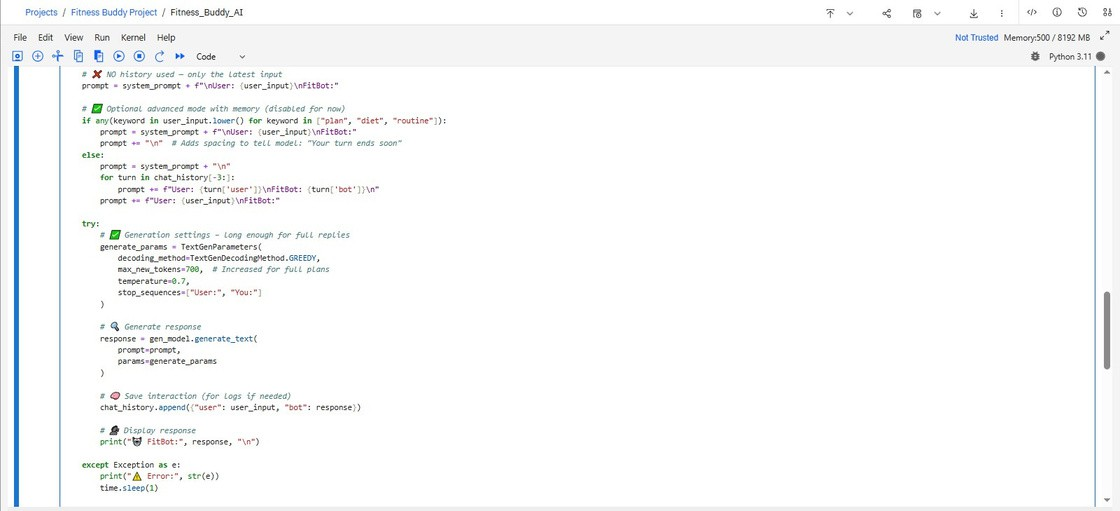 Projects / Fitness Buddy Project / Fitness_Buddy_AI
File Edit View Run Kernel Help
Not Trusted Memory:500 / 8192 MB
Code
Python 3.11
# ❌ NO history used – only the latest input
prompt = system_prompt + f"\nUser: {user_input}\nFitBot:"
# ✅ Optional advanced mode with memory (disabled for now)
if any(keyword in user_input.lower() for keyword in ["plan", "diet", "routine"]):
prompt = system_prompt + f"\nUser: {user_input}\nFitBot:"
prompt += "\n"  # Adds spacing to tell model: "Your turn ends soon"
else:
prompt = system_prompt + "\n"
for turn in chat_history[-3:]:
prompt += f"User: {turn['user']}\nFitBot: {turn['bot']}\n"
prompt += f"User: {user_input}\nFitBot:"
try:
# ✅ Generation settings – long enough for full replies
generate_params = TextGenParameters(
decoding_method=TextGenDecodingMethod.GREEDY,
max_new_tokens=700,  # Increased for full plans
temperature=0.7,
stop_sequences=["User:", "You:"]
)
# 🔍 Generate response
response = gen_model.generate_text(
prompt=prompt,
params=generate_params
)
# 🧠 Save interaction (for logs if needed)
chat_history.append({"user": user_input, "bot": response})
# Display response
print(" FitBot:", response, "\n")
except Exception as e:
print("⚠️ Error:", str(e))
time.sleep(1)